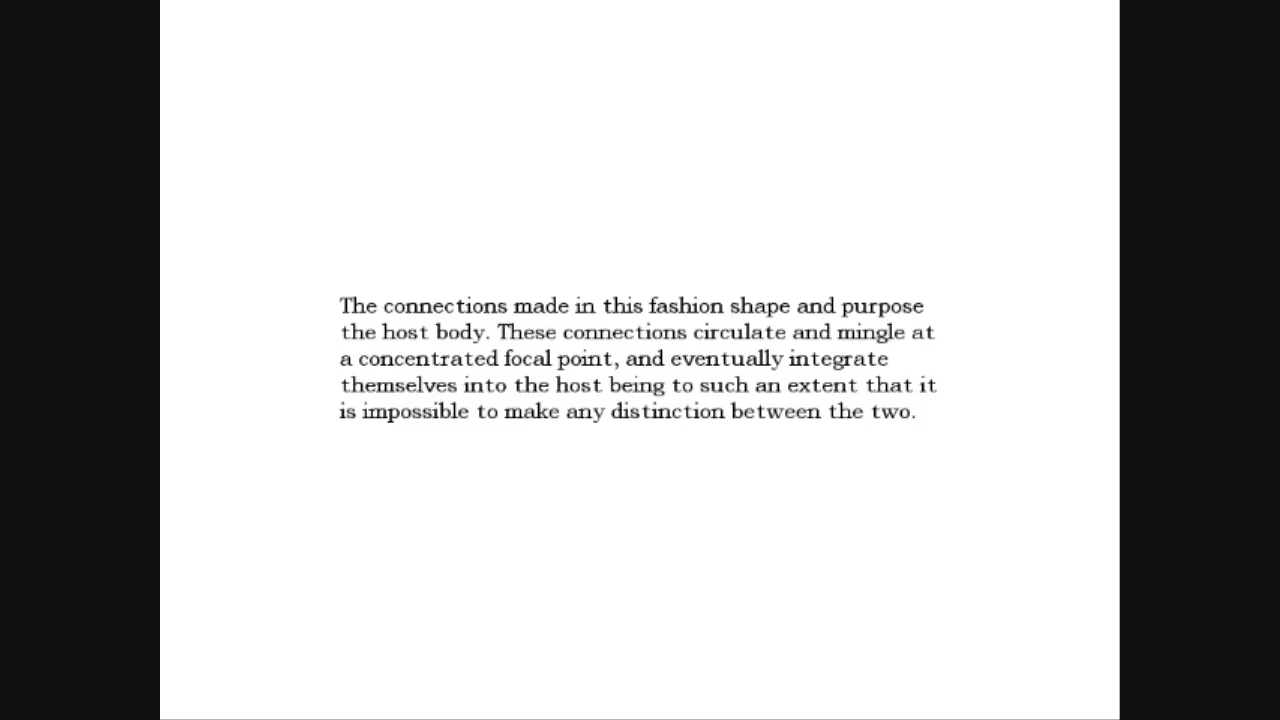 The connections made in this fashion shape and purpose
the host body. These connections circulate and mingle at
a concentrated focal point, and eventually integrate
themselves into the host being to such an extent that it
is impossible to make any distinction between the two.